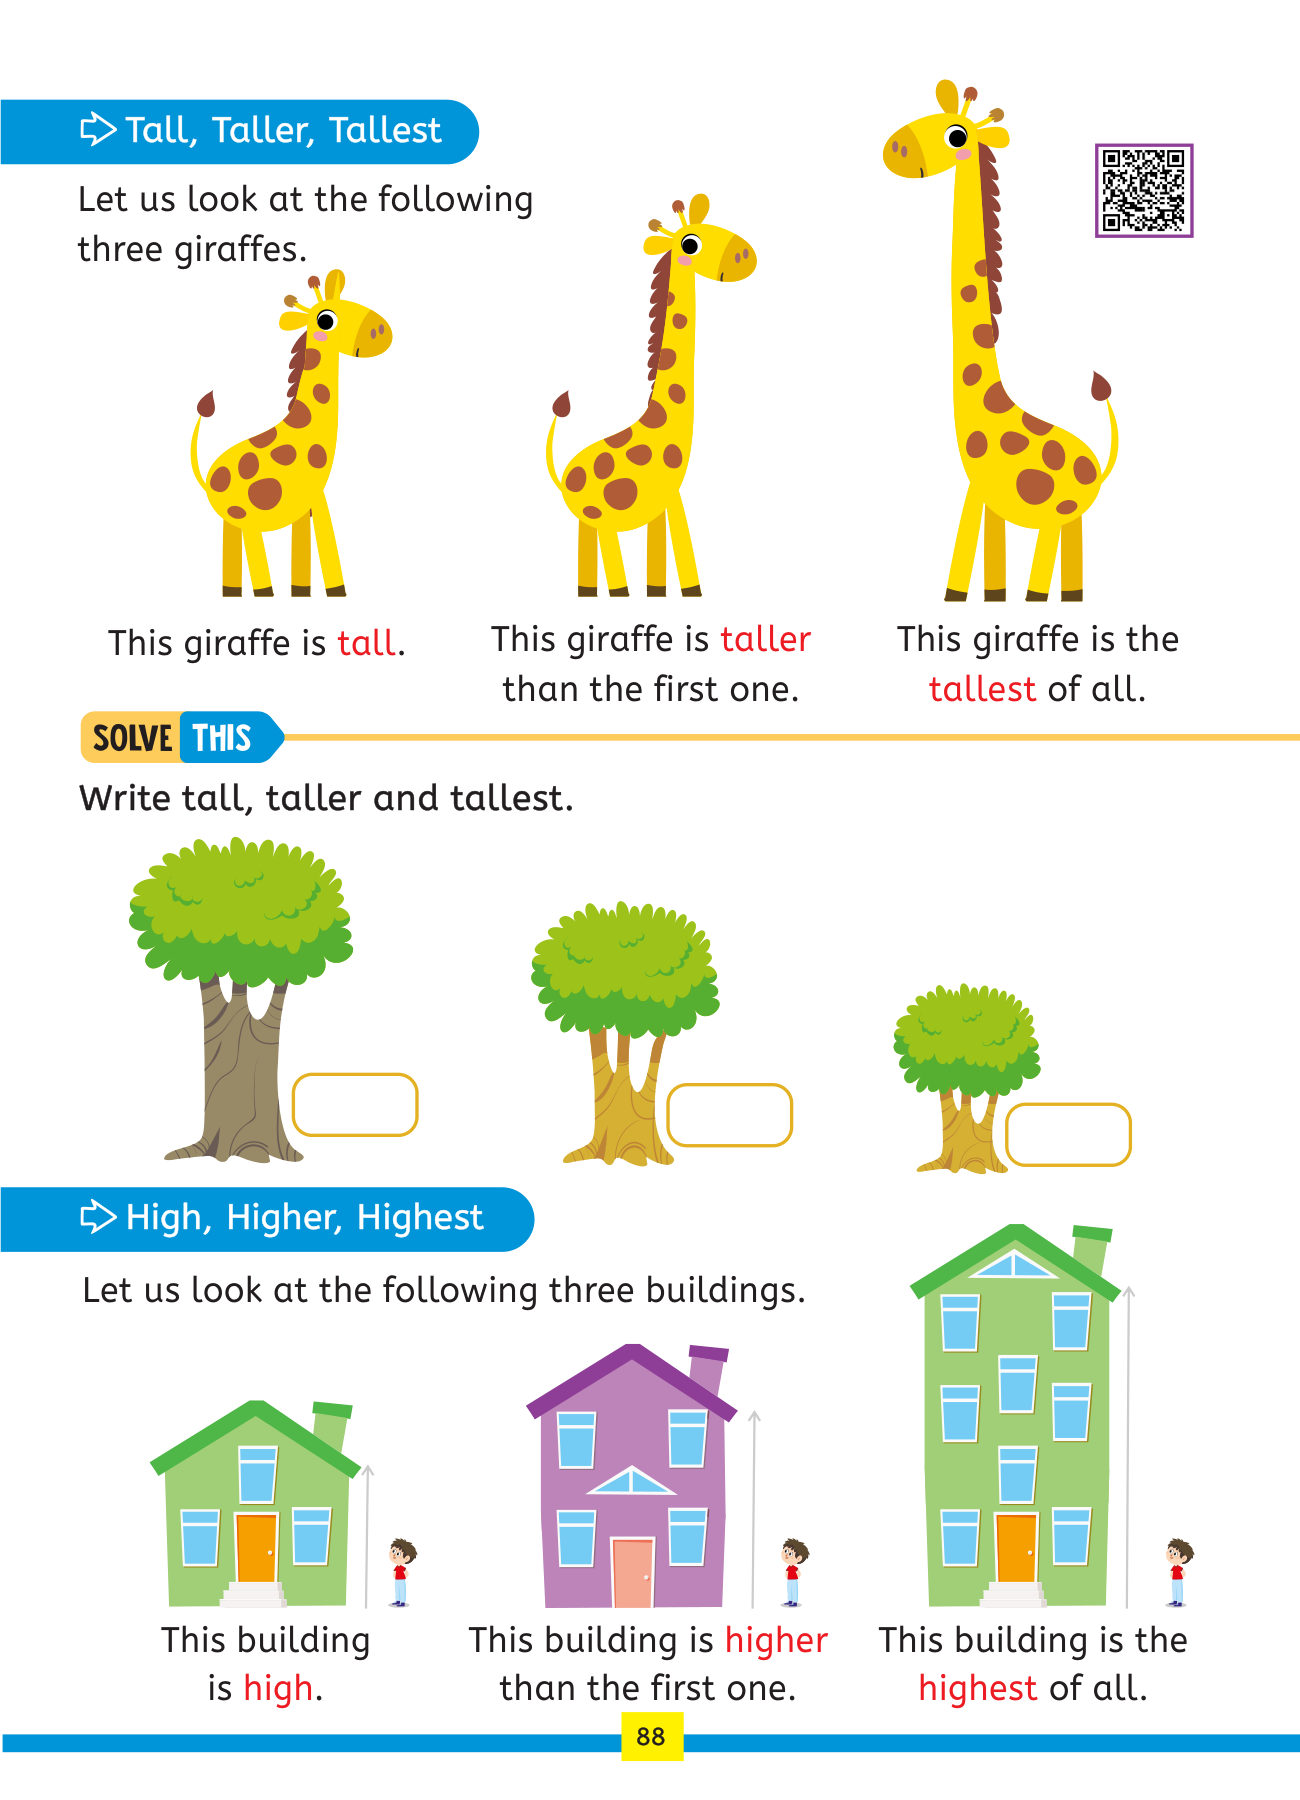 Tall, Taller, Tallest
Let us look at the following
three giraffes.
This giraffe is tall.
This giraffe is taller
than the first one.
This giraffe is the
tallest of all.
SOLVE THIS
Write tall, taller and tallest.
High, Higher, Highest
Let us look at the following three buildings.
This building
is high.
This building is higher
than the first one.
This building is the
highest of all.
88